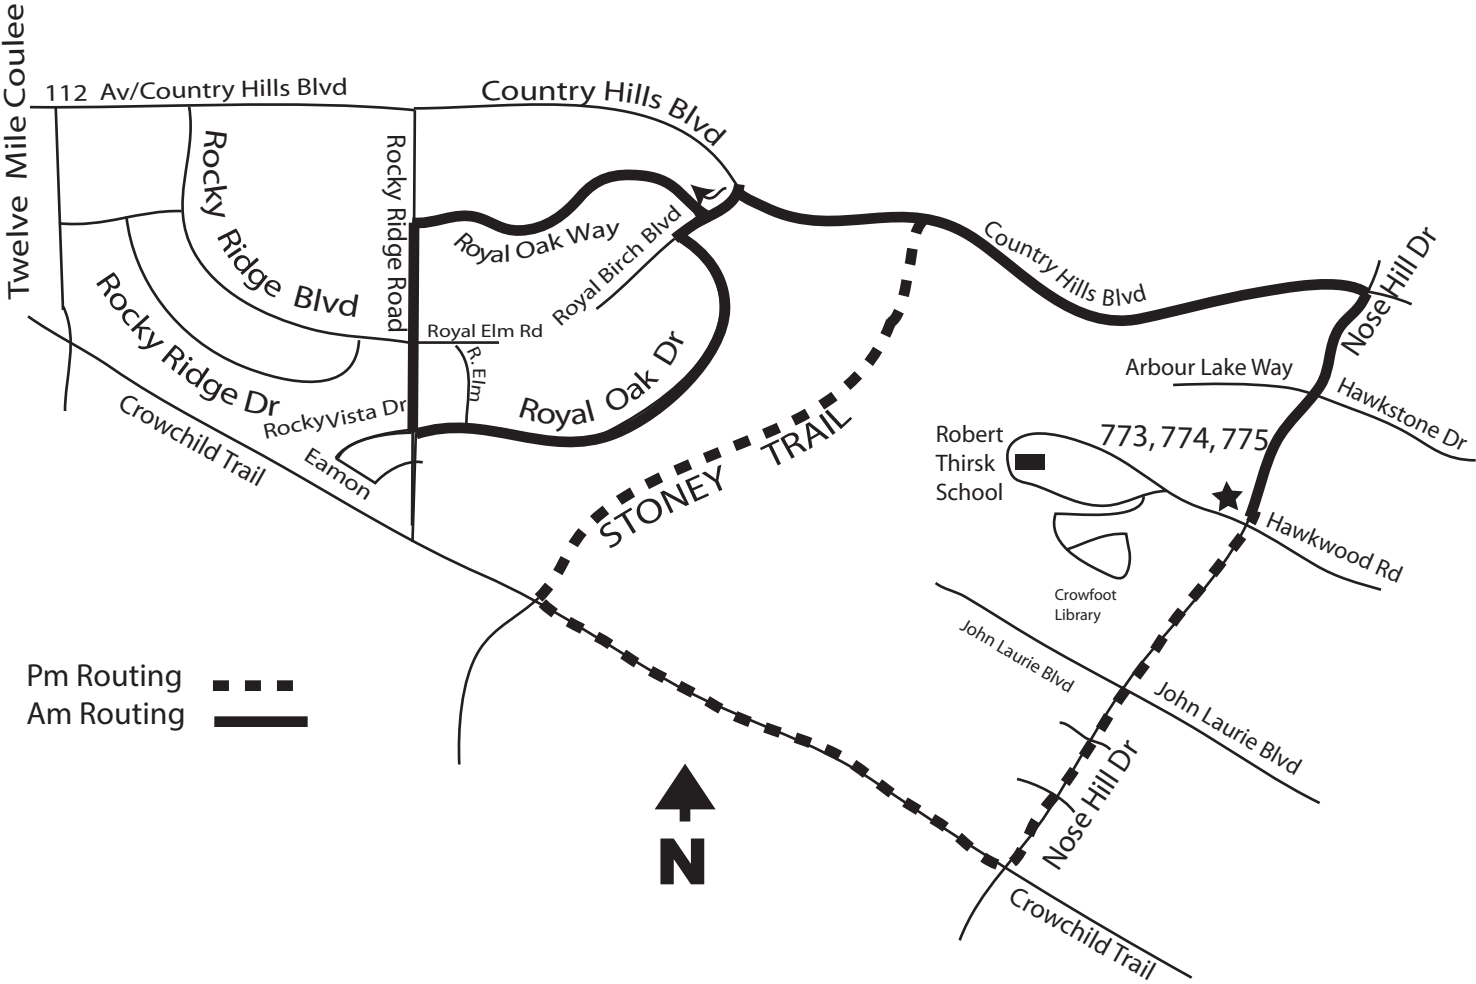 Twelve Mile Coulee
112 Av/Country Hills Blvd
Country Hills Blvd
Rocky Ridge Blvd
Rocky Ridge Road
Royal Oak Way
Royal Birch Blvd
Country Hills Blvd
Nose Hill Dr
Rocky Ridge Dr
Royal Elm Rd
R. Elm
Royal Oak Dr
Arbour Lake Way
Hawkstone Dr
RockyVista Dr
Crowchild Trail
Eamon
STONEY TRAIL
773, 774, 775
Robert
Thirsk
School
Hawkwood Rd
Crowfoot
Library
John Laurie Blvd
John Laurie Blvd
Pm Routing
Am Routing
Nose Hill Dr
N
Crowchild Trail